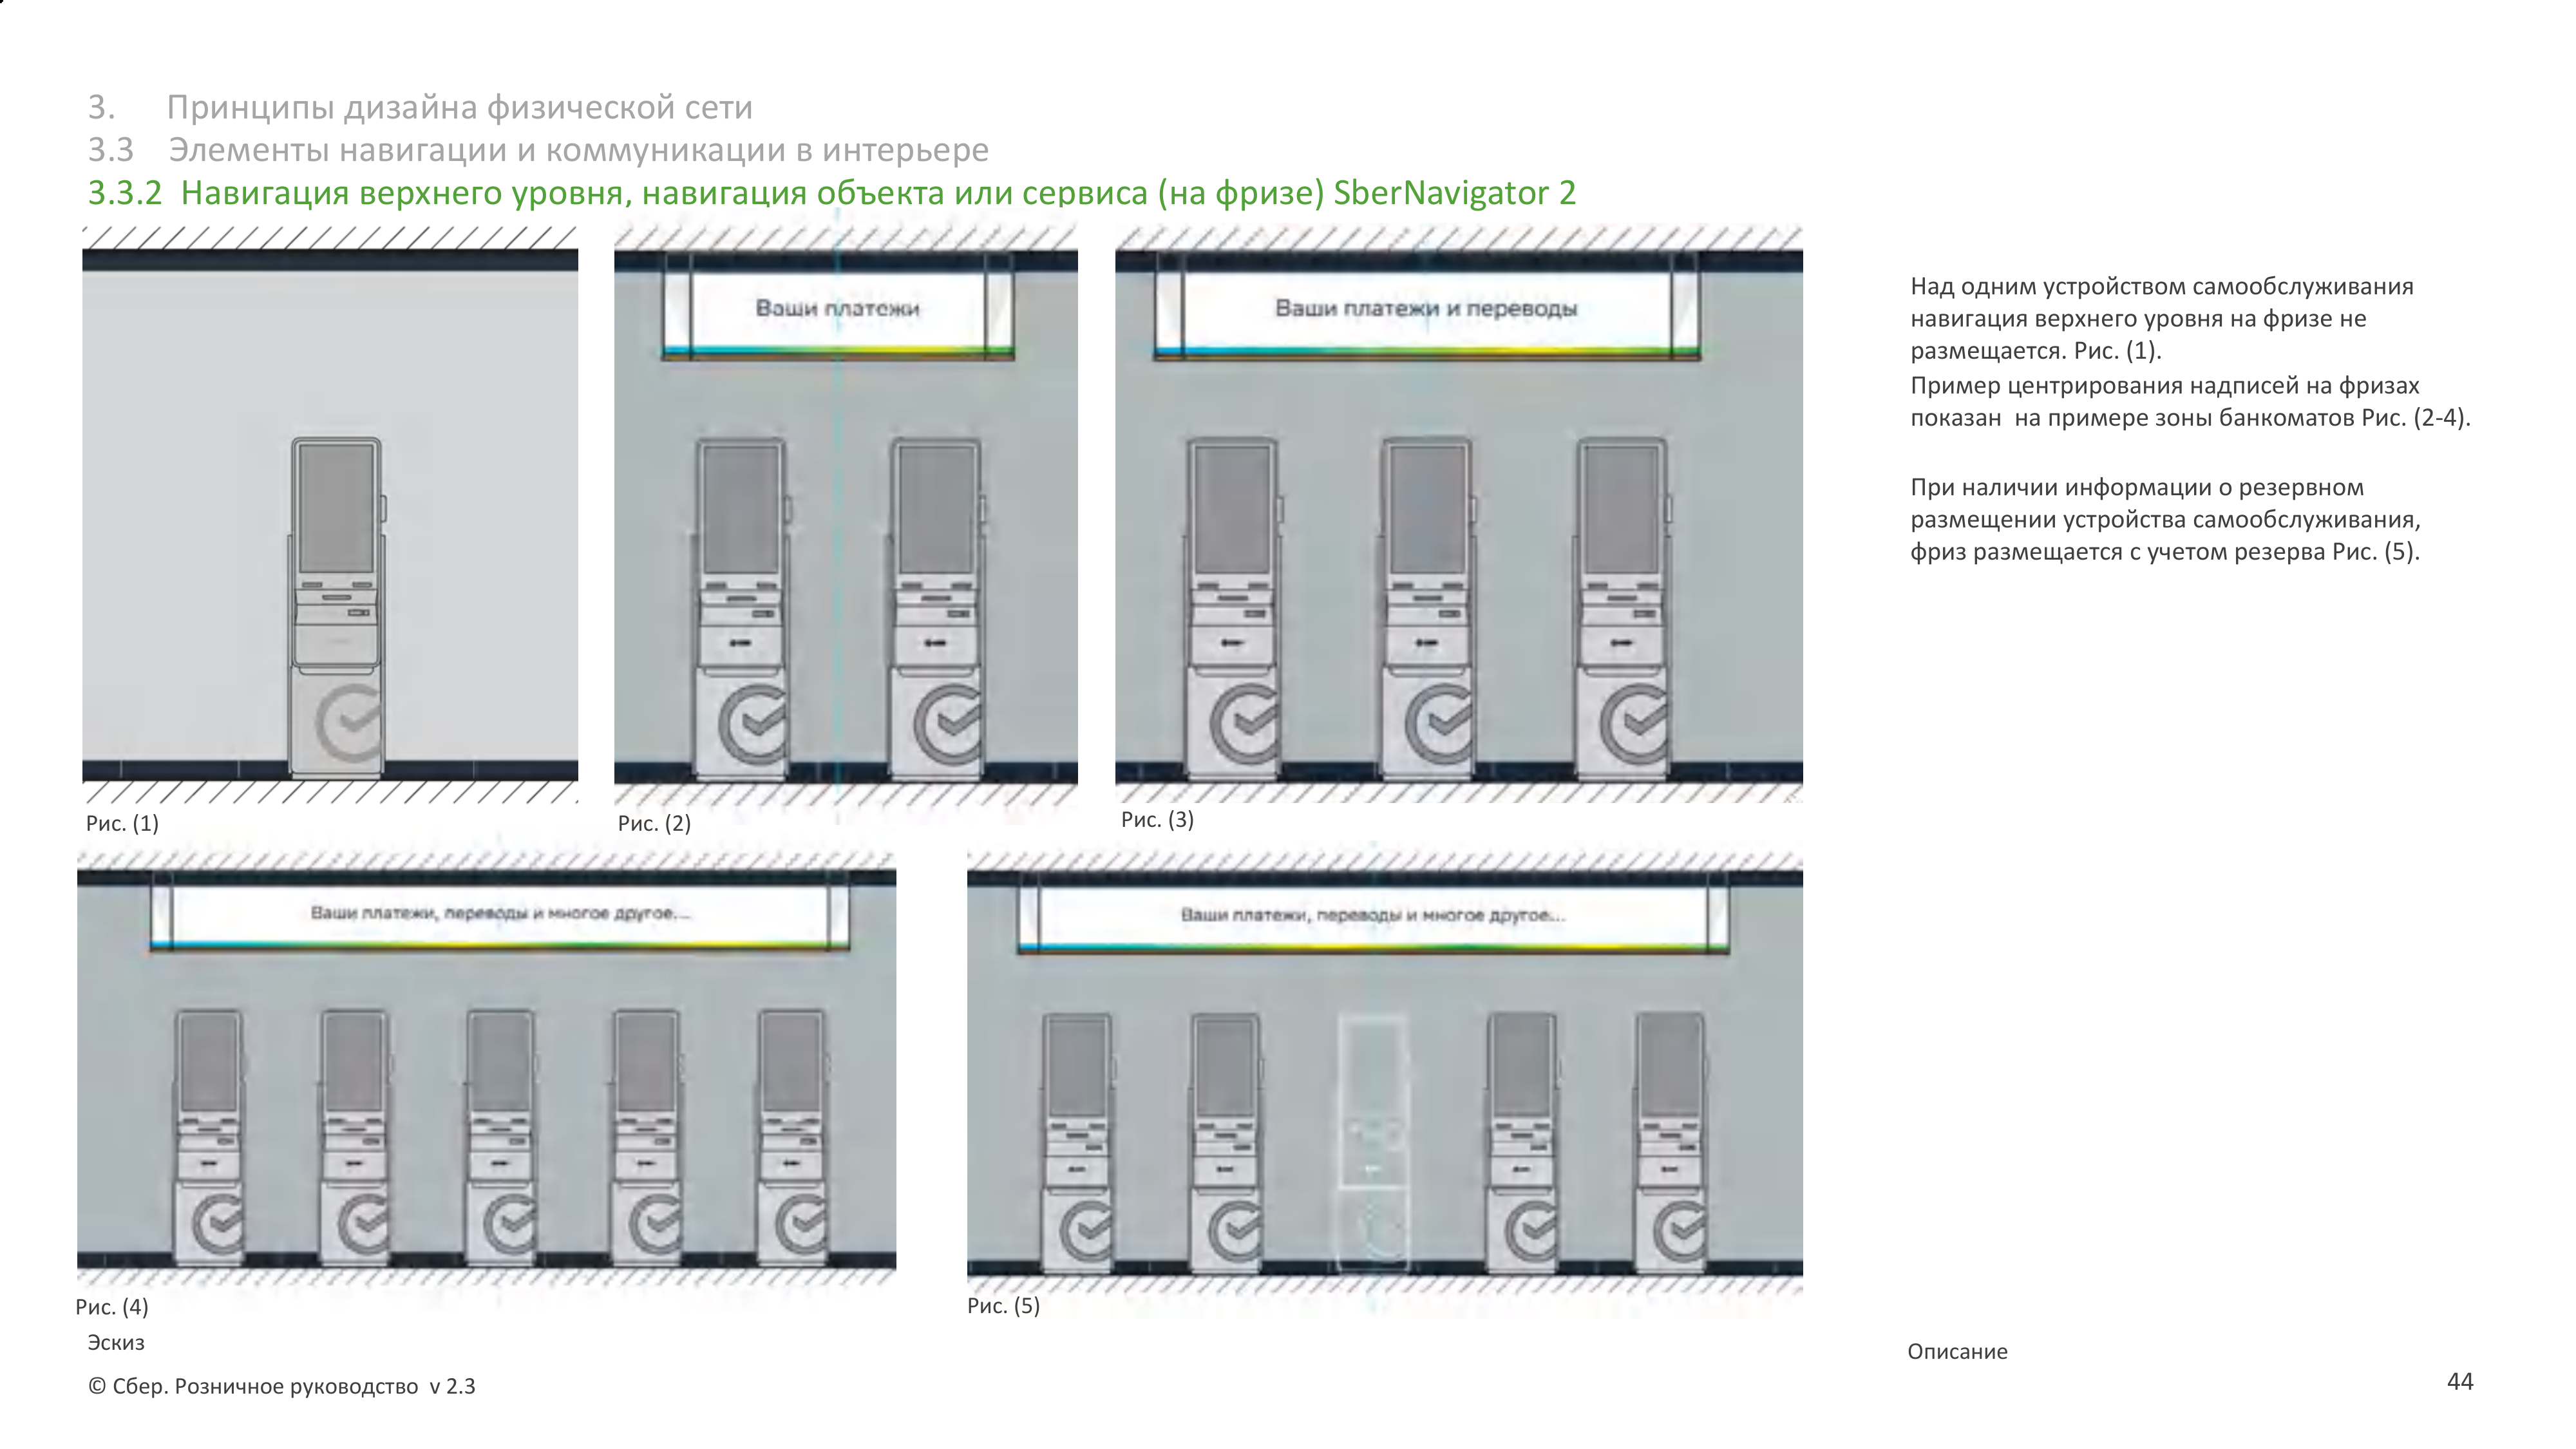 3. Принципы дизайна физической сети
3.3 Элементы навигации и коммуникации в интерьере
3.3.2 Навигация верхнего уровня, навигация объекта или сервиса (на фризе) SberNavigator 2
Ваши платежи
Ваши платежи и переводы
Над одним устройством самообслуживания
навигация верхнего уровня на фризе не
размещается. Рис. (1).
Пример центрирования надписей на фризах
показан на примере зоны банкоматов Рис. (2-4).
При наличии информации о резервном
размещении устройства самообслуживания,
фриз размещается с учетом резерва Рис. (5).
Рис. (1)
Рис. (2)
Рис. (3)
Ваши платежи, переводы и многое другое...
Ваши платежи, переводы и многое другое...
Рис. (4)
Рис. (5)
Эскиз
Описание
© Сбер. Розничное руководство v 2.3
44